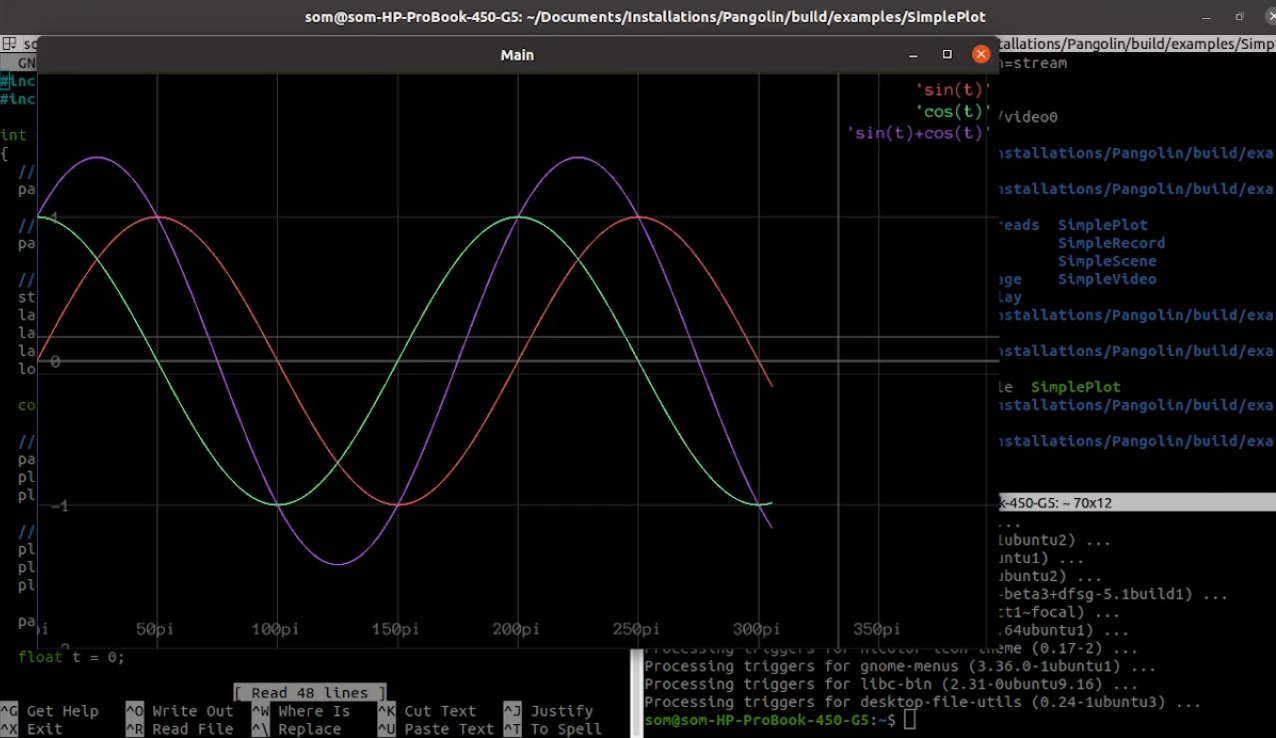 som@som-HP-ProBook-450-G5: ~/Documents/Installations/Pangolin/build/examples/SimplePlot
Main
'sin(t)'
'cos(t)'
'sin(t)+cos(t)'
1
0
-1
50pi
100pi
150pi
200pi
250pi
300pi
350pi
GN
#inc
#inc
int
{
//
pa
//
pa
//
st
la
la
la
lo
co
//
pa
pl
pl
//
pl
pl
pl
pa
float t = 0;
[ Read 48 lines ]
^G Get Help ^O Write Out ^W Where Is ^K Cut Text ^J Justify
^X Exit ^R Read File ^\ Replace ^U Paste Text ^T To Spell
tallations/Pangolin/build/examples/Simp
n=stream
/video0
nstallations/Pangolin/build/exa
nstallations/Pangolin/build/exa
reads SimplePlot
SimpleRecord
SimpleScene
age SimpleVideo
lay
nstallations/Pangolin/build/exa
nstallations/Pangolin/build/exa
le SimplePlot
nstallations/Pangolin/build/exa
nstallations/Pangolin/build/exa
k-450-G5: ~ 70x12
...
1ubuntu2) ...
untu1) ...
ubuntu2) ...
-beta3+dfsg-5.1build1) ...
ct1~focal) ...
.64ubuntu1) ...
Processing triggers for hicolor-icon-theme (0.17-2) ...
Processing triggers for gnome-menus (3.36.0-1ubuntu1) ...
Processing triggers for libc-bin (2.31-0ubuntu9.16) ...
Processing triggers for desktop-file-utils (0.24-1ubuntu3) ...
som@som-HP-ProBook-450-G5:~$